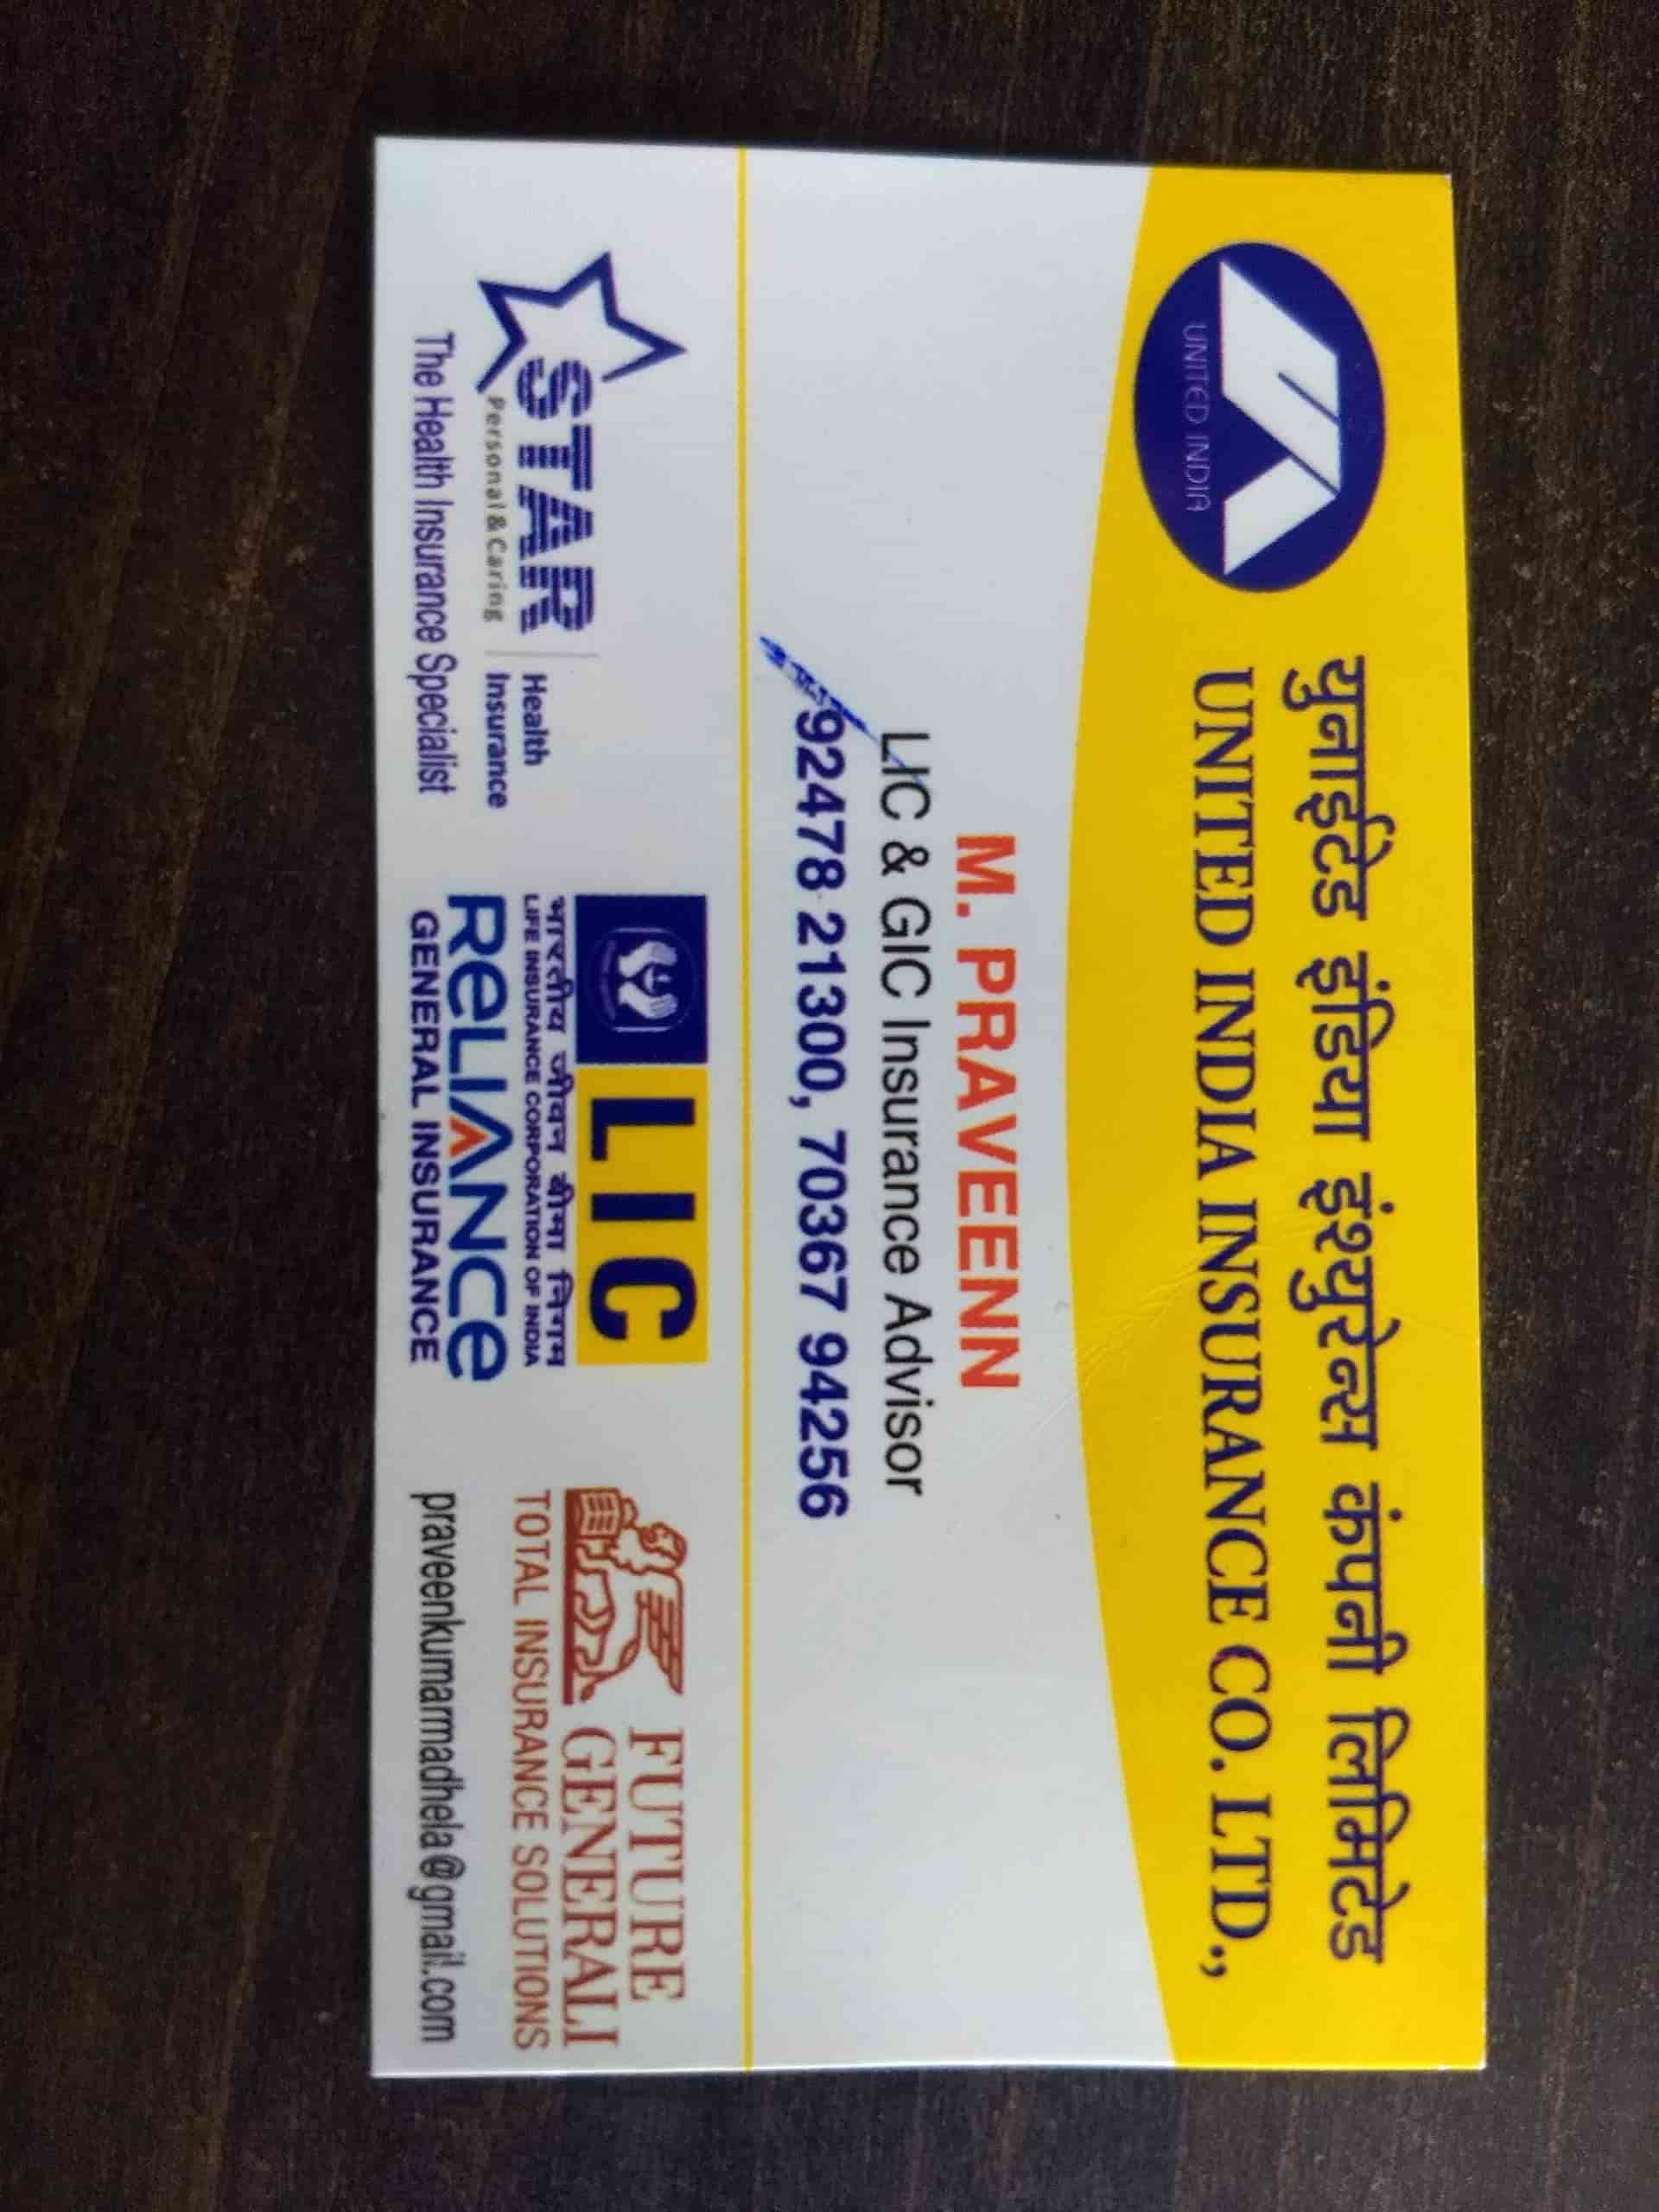 UNITED INDIA
युनाईटेड इंडिया इंश्युरेन्स कंपनी लिमिटेड
UNITED INDIA INSURANCE CO. LTD.,
M. PRAVEENN
LIC & GIC Insurance Advisor
92478 21300, 70367 94256
STAR
Health
Personal & Caring
Insurance
The Health Insurance Specialist
LIC
भारतीय जीवन बीमा निगम
LIFE INSURANCE CORPORATION OF INDIA
RELIANCE
GENERAL INSURANCE
FUTURE
GENERALI
TOTAL INSURANCE SOLUTIONS
praveenkumarmadhela@gmail.com